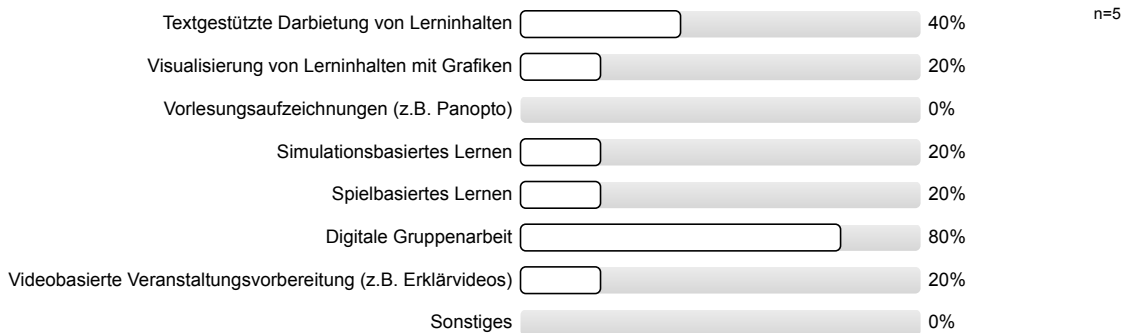 Textgestützte Darbietung von Lerninhalten 40% n=5
Visualisierung von Lerninhalten mit Grafiken 20%
Vorlesungsaufzeichnungen (z.B. Panopto) 0%
Simulationsbasiertes Lernen 20%
Spielbasiertes Lernen 20%
Digitale Gruppenarbeit 80%
Videobasierte Veranstaltungsvorbereitung (z.B. Erklärvideos) 20%
Sonstiges 0%